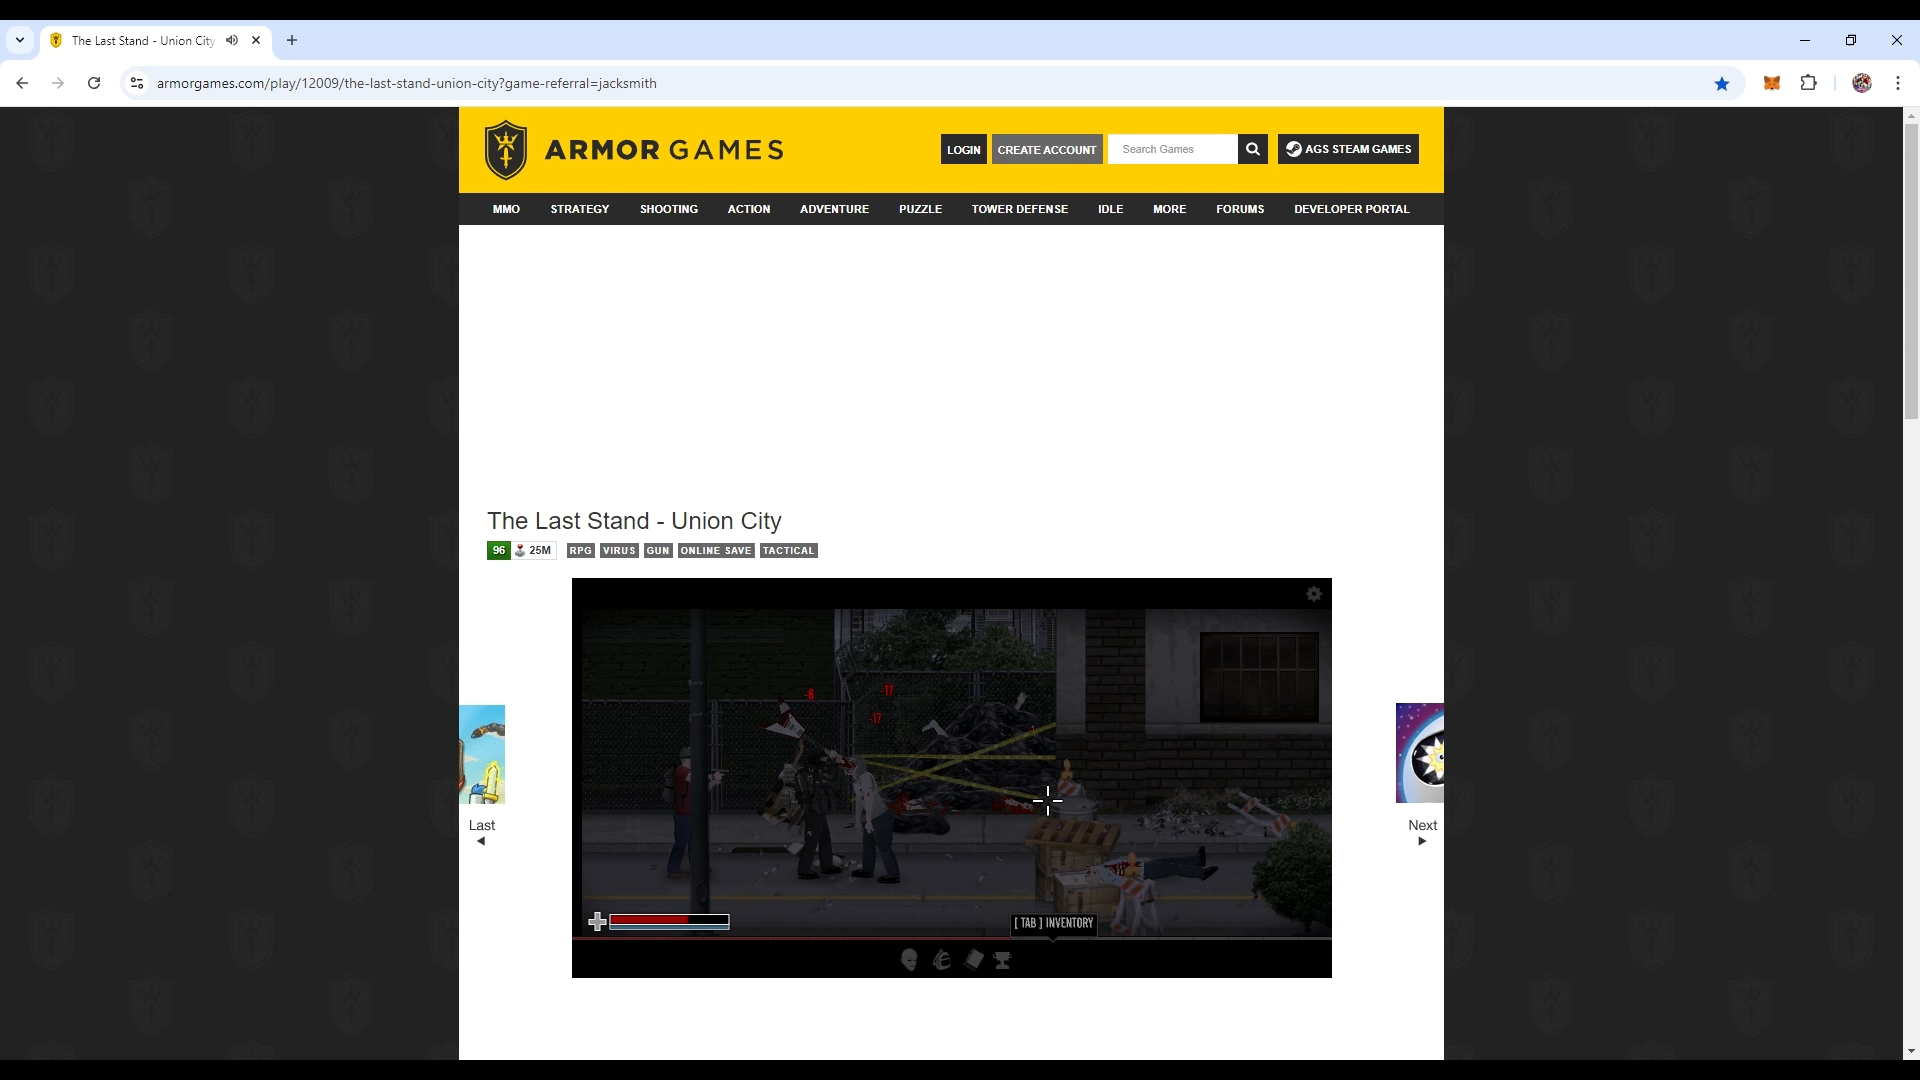 The Last Stand - Union City
armorgames.com/play/12009/the-last-stand-union-city?game-referral=jacksmith
ARMOR GAMES
LOGIN
CREATE ACCOUNT
Search Games
AGS STEAM GAMES
MMO
STRATEGY
SHOOTING
ACTION
ADVENTURE
PUZZLE
TOWER DEFENSE
IDLE
MORE
FORUMS
DEVELOPER PORTAL
The Last Stand - Union City
96
25M
RPG
VIRUS
GUN
ONLINE SAVE
TACTICAL
-8
-17
-17
Last
Next
[ TAB ] INVENTORY